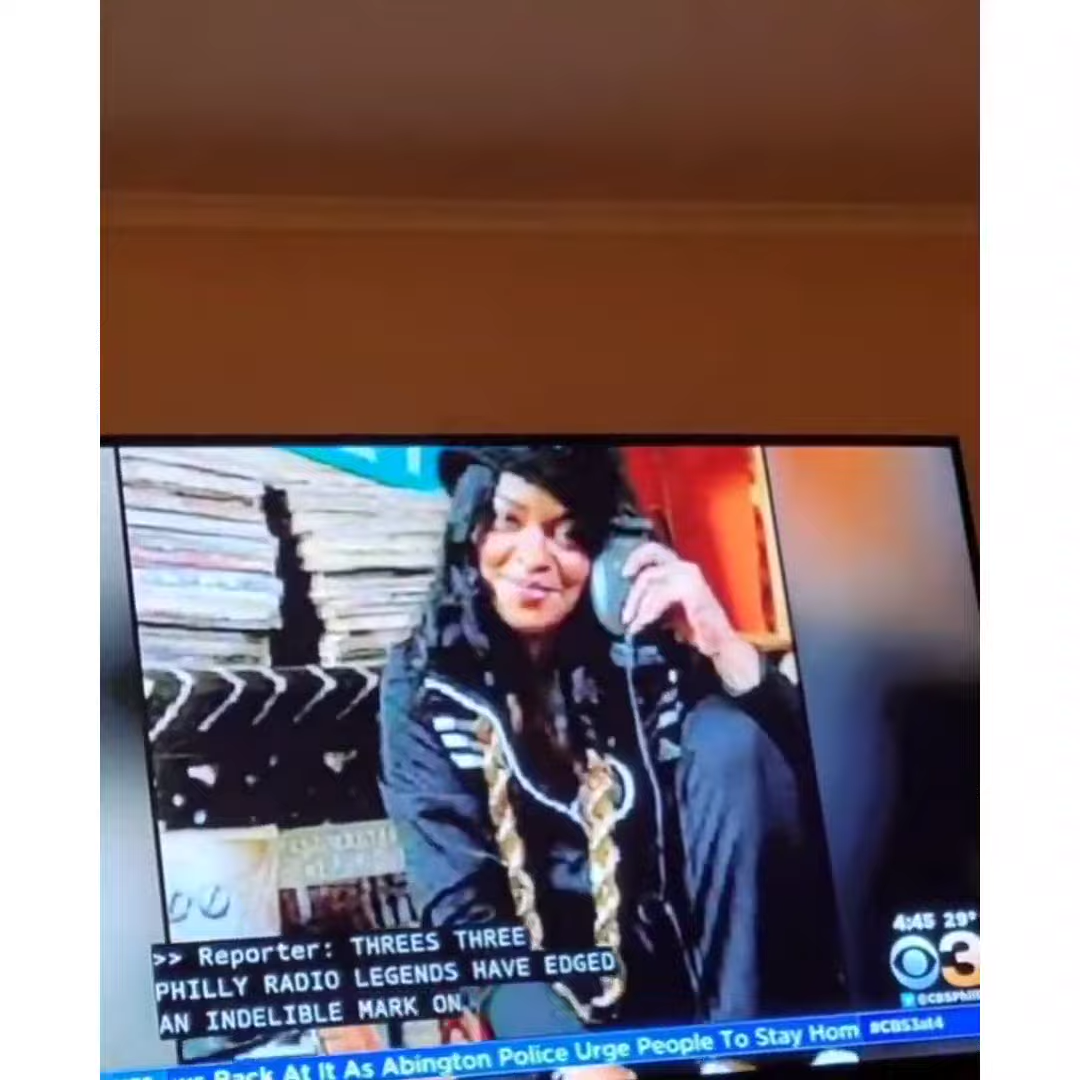 >> Reporter: THREES THREE
PHILLY RADIO LEGENDS HAVE EDGED
AN INDELIBLE MARK ON
4:45 29°
3
Back At It As Abington Police Urge People To Stay Hom
#CBS3at4